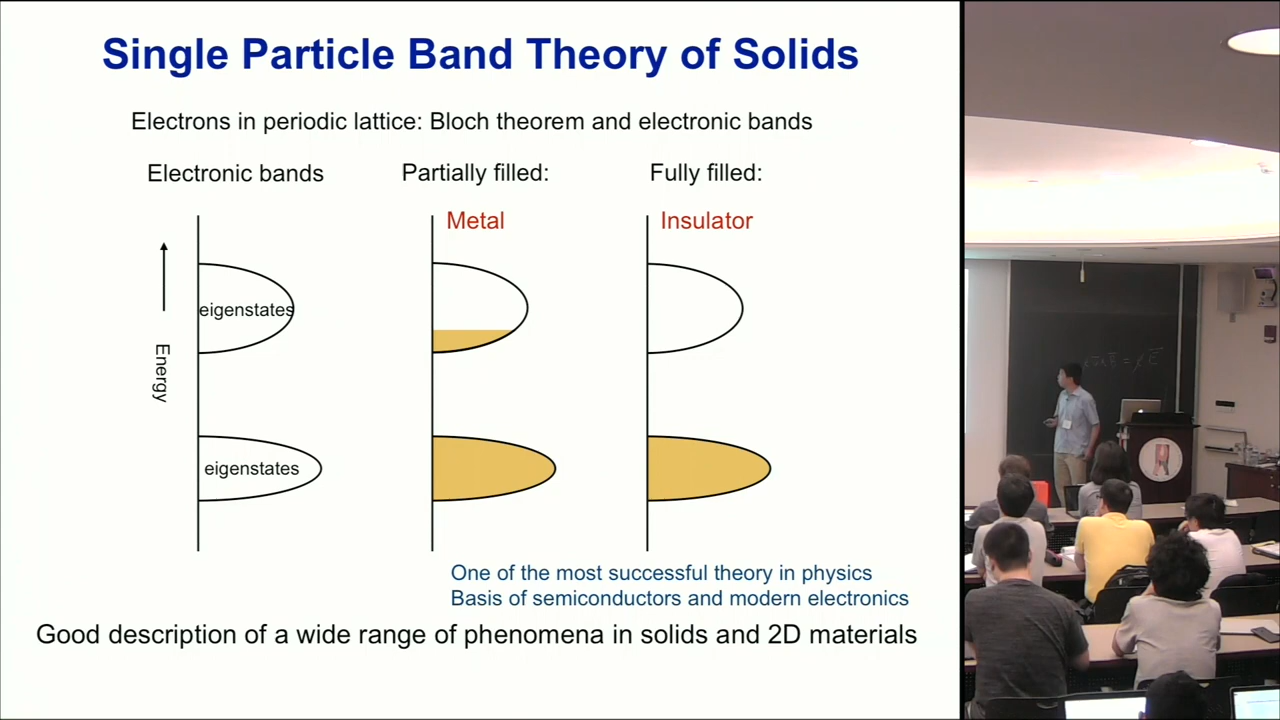 Single Particle Band Theory of Solids
Electrons in periodic lattice: Bloch theorem and electronic bands
Electronic bands
Partially filled:
Fully filled:
Metal
Insulator
eigenstates
Energy
eigenstates
One of the most successful theory in physics
Basis of semiconductors and modern electronics
Good description of a wide range of phenomena in solids and 2D materials